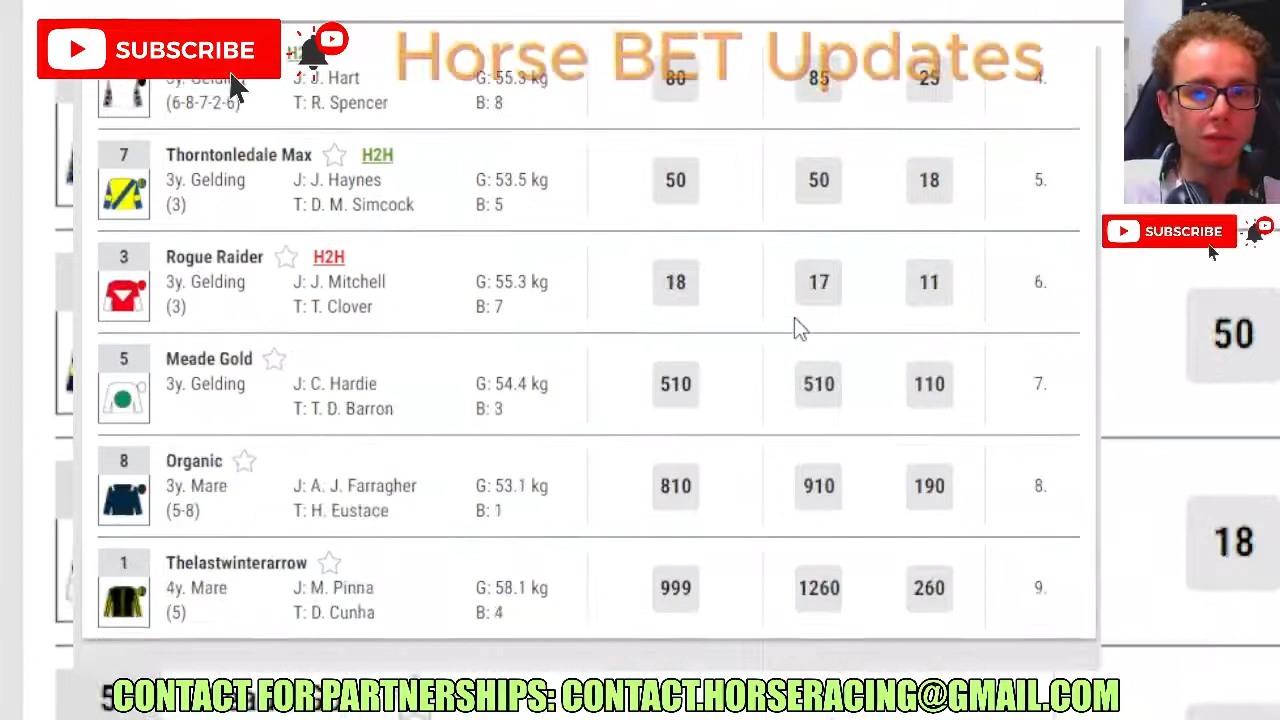 SUBSCRIBE
Horse BET Updates
J: J. Hart G: 55.3 kg 80 85 25 4.
(6-8-7-2-6) T: R. Spencer B: 8
7 Thorntonledale Max H2H
3y. Gelding J: J. Haynes G: 53.5 kg 50 50 18 5.
(3) T: D. M. Simcock B: 5
SUBSCRIBE
3 Rogue Raider H2H
3y. Gelding J: J. Mitchell G: 55.3 kg 18 17 11 6.
(3) T: T. Clover B: 7
50
5 Meade Gold
3y. Gelding J: C. Hardie G: 54.4 kg 510 510 110 7.
T: T. D. Barron B: 3
8 Organic
3y. Mare J: A. J. Farragher G: 53.1 kg 810 910 190 8.
(5-8) T: H. Eustace B: 1
18
1 Thelastwinterarrow
4y. Mare J: M. Pinna G: 58.1 kg 999 1260 260 9.
(5) T: D. Cunha B: 4
CONTACT FOR PARTNERSHIPS: CONTACT.HORSERACING@GMAIL.COM